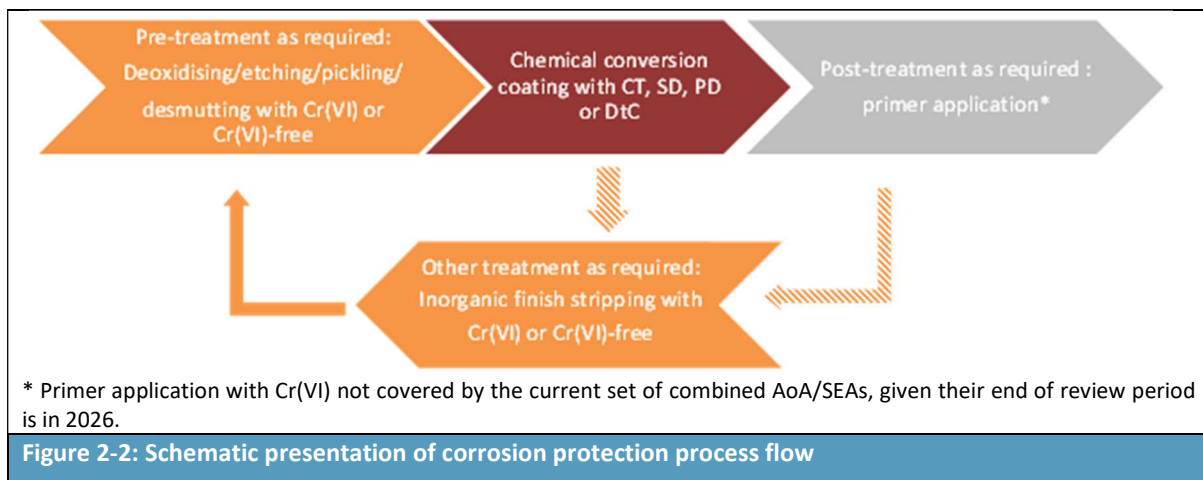 Pre-treatment as required:
Deoxidising/etching/pickling/
desmutting with Cr(VI) or
Cr(VI)-free
Chemical conversion
coating with CT, SD, PD
or DtC
Post-treatment as required :
primer application*
Other treatment as required:
Inorganic finish stripping with
Cr(VI) or Cr(VI)-free
* Primer application with Cr(VI) not covered by the current set of combined AoA/SEAs, given their end of review period
is in 2026.
Figure 2-2: Schematic presentation of corrosion protection process flow